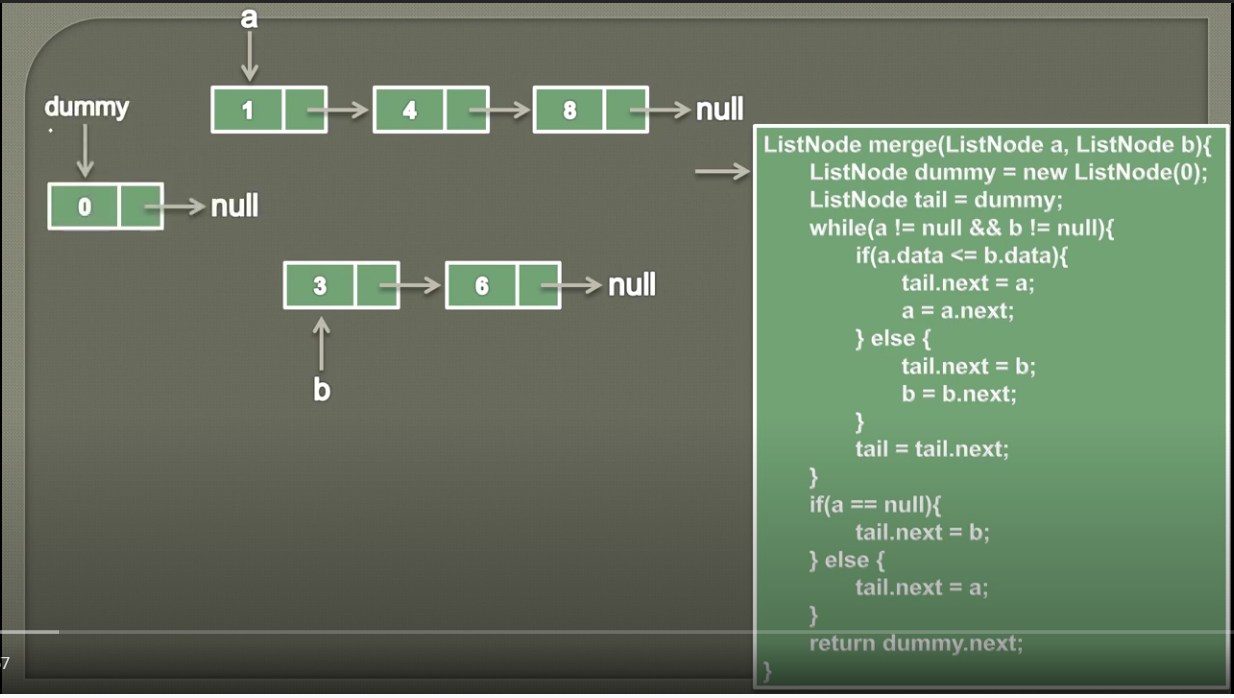 a
1 4 8 null
dummy
0 null
3 6 null
b
ListNode merge(ListNode a, ListNode b){
ListNode dummy = new ListNode(0);
ListNode tail = dummy;
while(a != null && b != null){
if(a.data <= b.data){
tail.next = a;
a = a.next;
} else {
tail.next = b;
b = b.next;
}
tail = tail.next;
}
if(a == null){
tail.next = b;
} else {
tail.next = a;
}
return dummy.next;
}
7